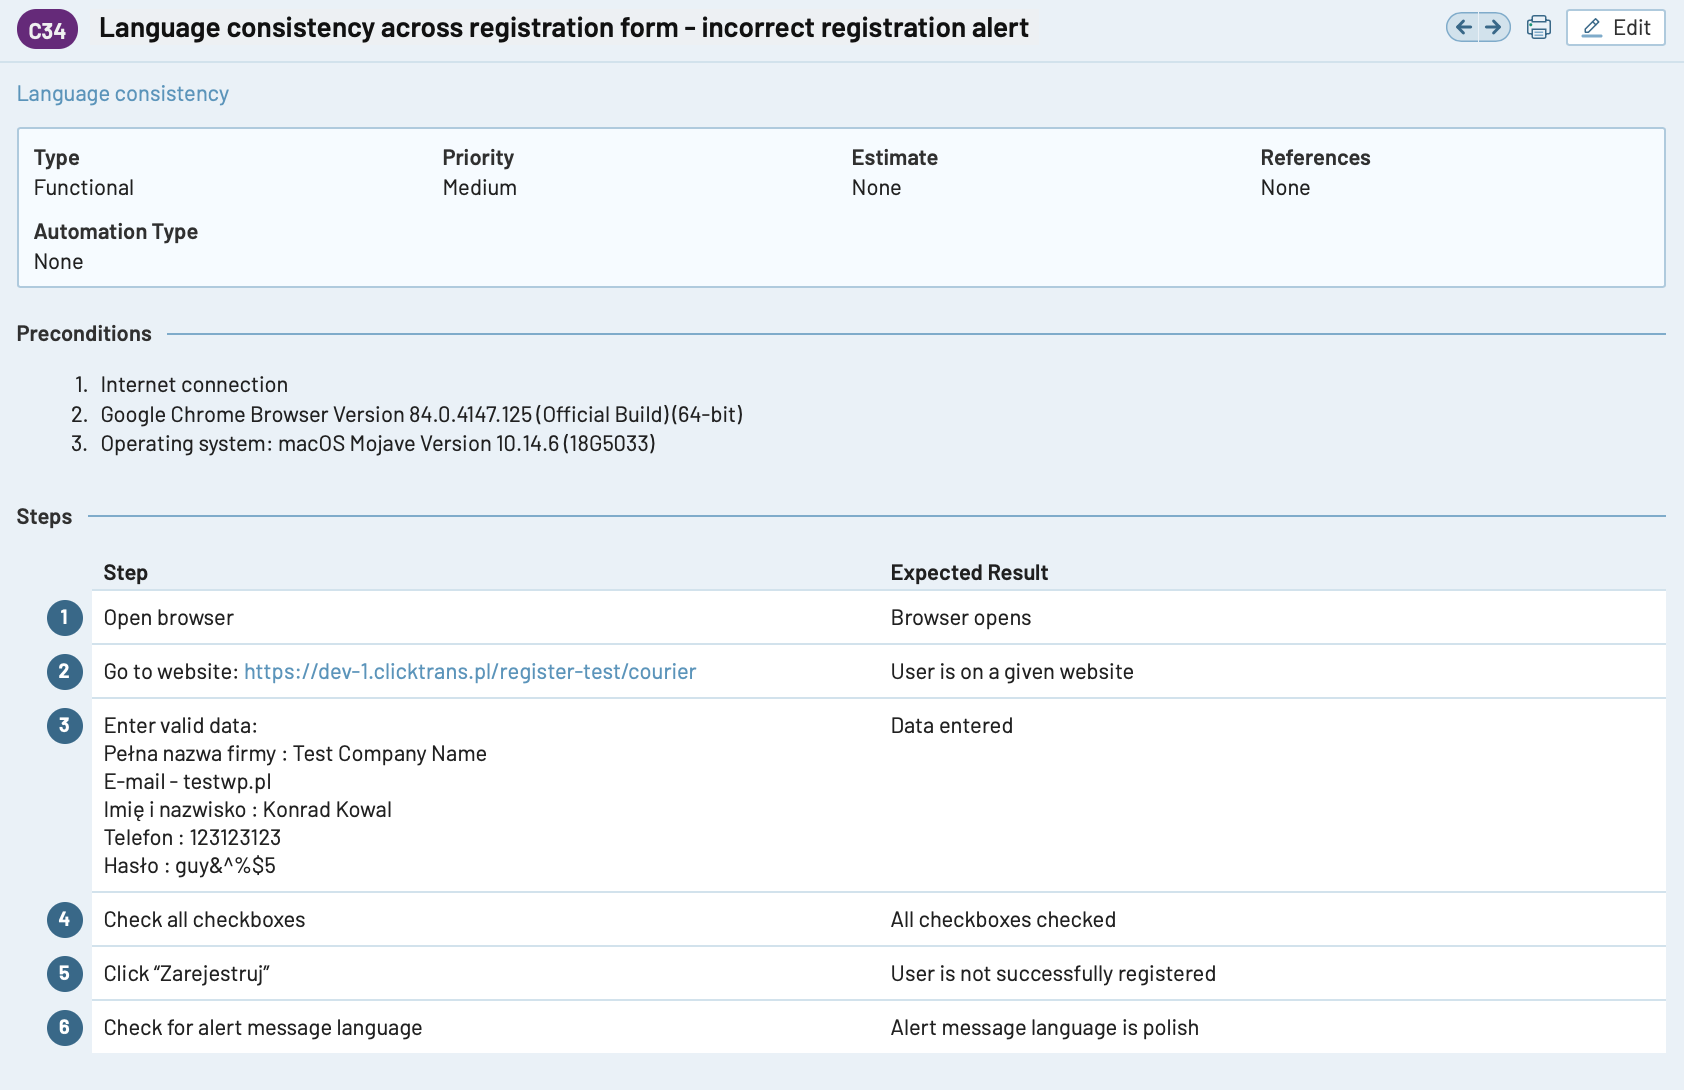 C34
Language consistency across registration form - incorrect registration alert
Edit
Language consistency
Type
Functional
Priority
Medium
Estimate
None
References
None
Automation Type
None
Preconditions
1. Internet connection
2. Google Chrome Browser Version 84.0.4147.125 (Official Build) (64-bit)
3. Operating system: macOS Mojave Version 10.14.6 (18G5033)
Steps
Step Expected Result
1 Open browser Browser opens
2 Go to website: https://dev-1.clicktrans.pl/register-test/courier User is on a given website
3 Enter valid data: Data entered
Pełna nazwa firmy : Test Company Name
E-mail - testwp.pl
Imię i nazwisko : Konrad Kowal
Telefon : 123123123
Hasło : guy&^%$5
4 Check all checkboxes All checkboxes checked
5 Click “Zarejestruj” User is not successfully registered
6 Check for alert message language Alert message language is polish